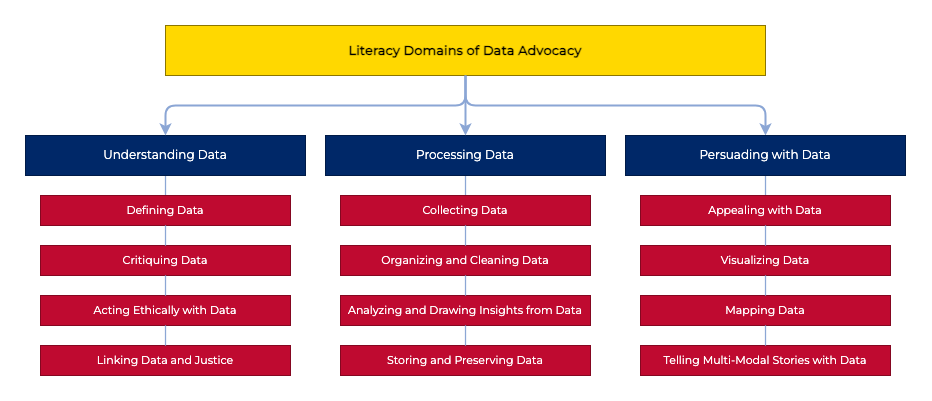 Literacy Domains of Data Advocacy
Understanding Data
Defining Data
Critiquing Data
Acting Ethically with Data
Linking Data and Justice
Processing Data
Collecting Data
Organizing and Cleaning Data
Analyzing and Drawing Insights from Data
Storing and Preserving Data
Persuading with Data
Appealing with Data
Visualizing Data
Mapping Data
Telling Multi-Modal Stories with Data